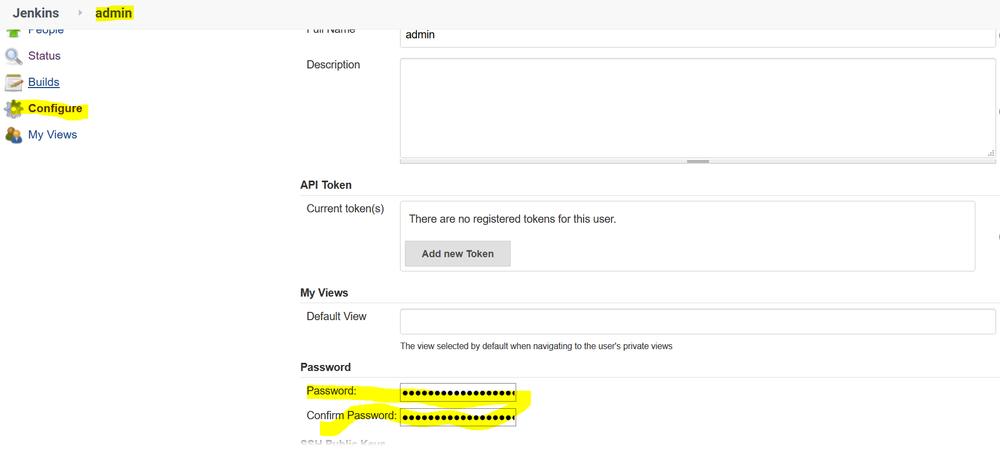 Jenkins admin
People
Full Name admin
Status
Description
Builds
Configure
My Views
API Token
Current token(s)
There are no registered tokens for this user.
Add new Token
My Views
Default View
The view selected by default when navigating to the user's private views
Password
Password:
Confirm Password:
SSH Public Keys